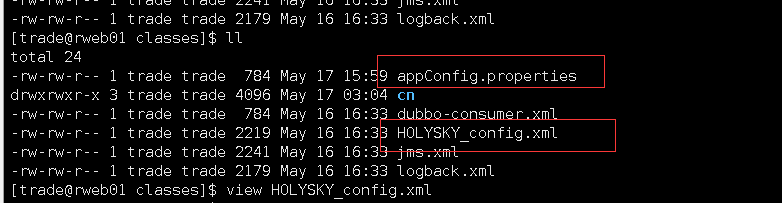 -rw-rw-r-- 1 trade trade 2241 May 16 16:33 jms.xml
-rw-rw-r-- 1 trade trade 2179 May 16 16:33 logback.xml
[trade@rweb01 classes]$ ll
total 24
-rw-rw-r-- 1 trade trade  784 May 17 15:59 appConfig.properties
drwxrwxr-x 3 trade trade 4096 May 17 03:04 cn
-rw-rw-r-- 1 trade trade  784 May 16 16:33 dubbo-consumer.xml
-rw-rw-r-- 1 trade trade 2219 May 16 16:33 HOLYSKY_config.xml
-rw-rw-r-- 1 trade trade 2241 May 16 16:33 jms.xml
-rw-rw-r-- 1 trade trade 2179 May 16 16:33 logback.xml
[trade@rweb01 classes]$ view HOLYSKY_config.xml